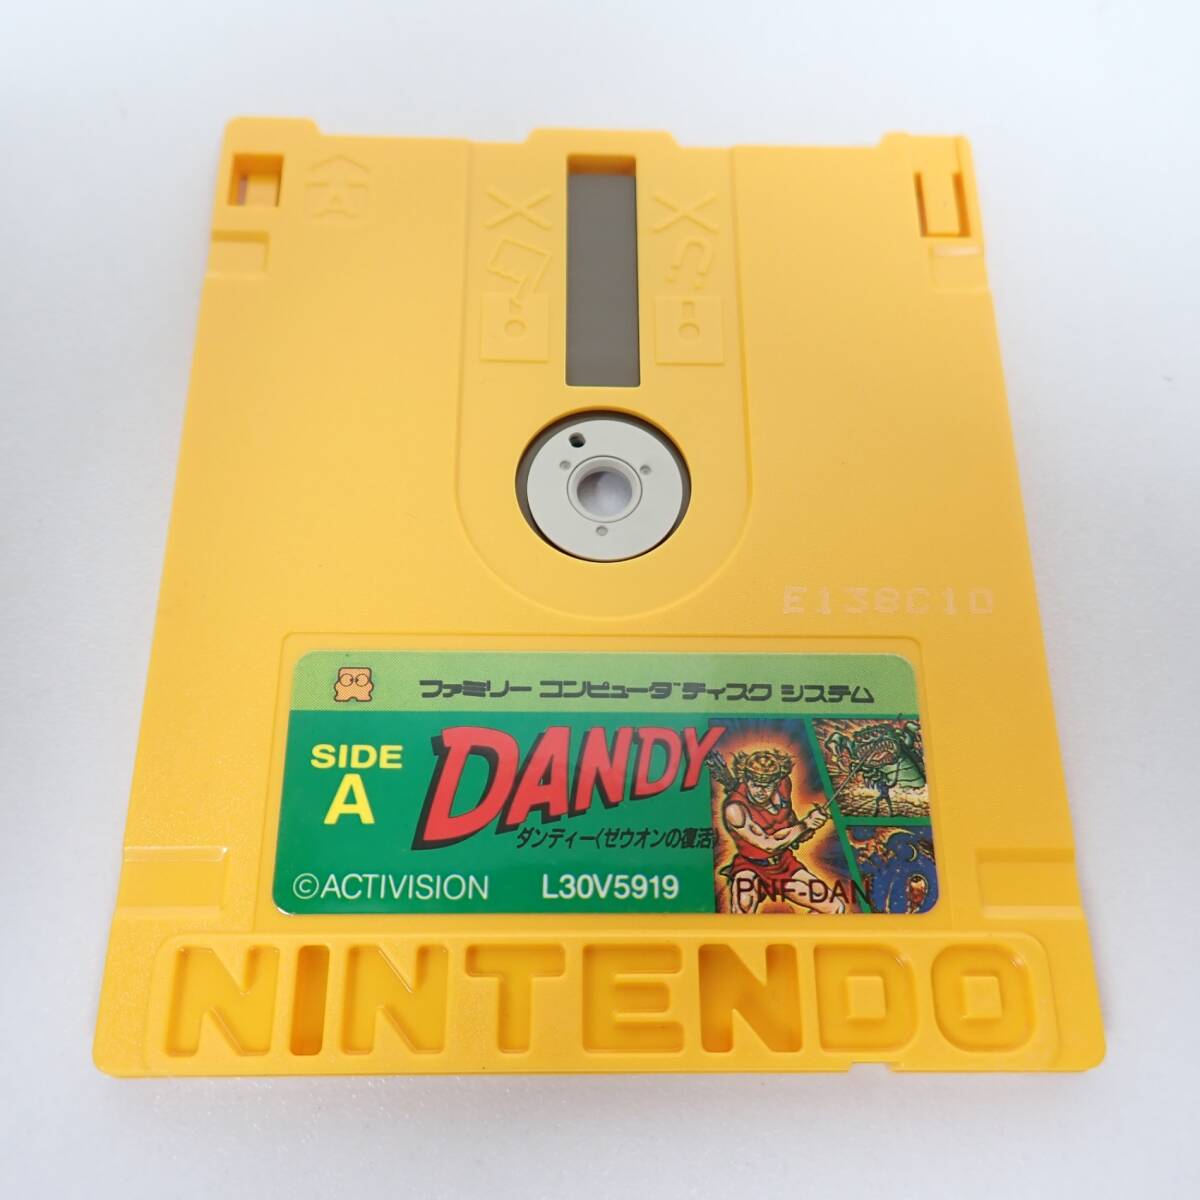 A
E138C10
ファミリー コンピュータ ディスク システム
SIDE
A
DANDY
ダンディー〈ゼウオンの復活〉
©ACTIVISION
L30V5919
PNF-DAN
NINTENDO